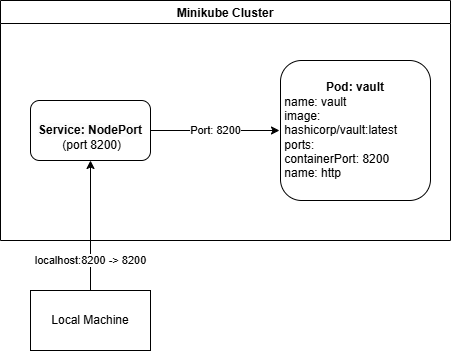 Minikube Cluster
Service: NodePort
(port 8200)
Port: 8200
Pod: vault
name: vault
image:
hashicorp/vault:latest
ports:
containerPort: 8200
name: http
localhost:8200 -> 8200
Local Machine